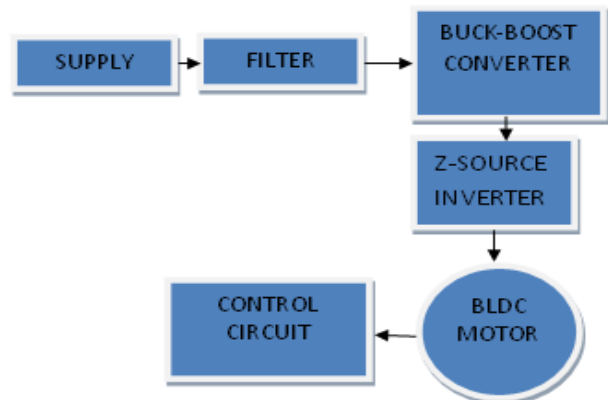 SUPPLY
FILTER
BUCK-BOOST
CONVERTER
Z-SOURCE
INVERTER
BLDC
MOTOR
CONTROL
CIRCUIT